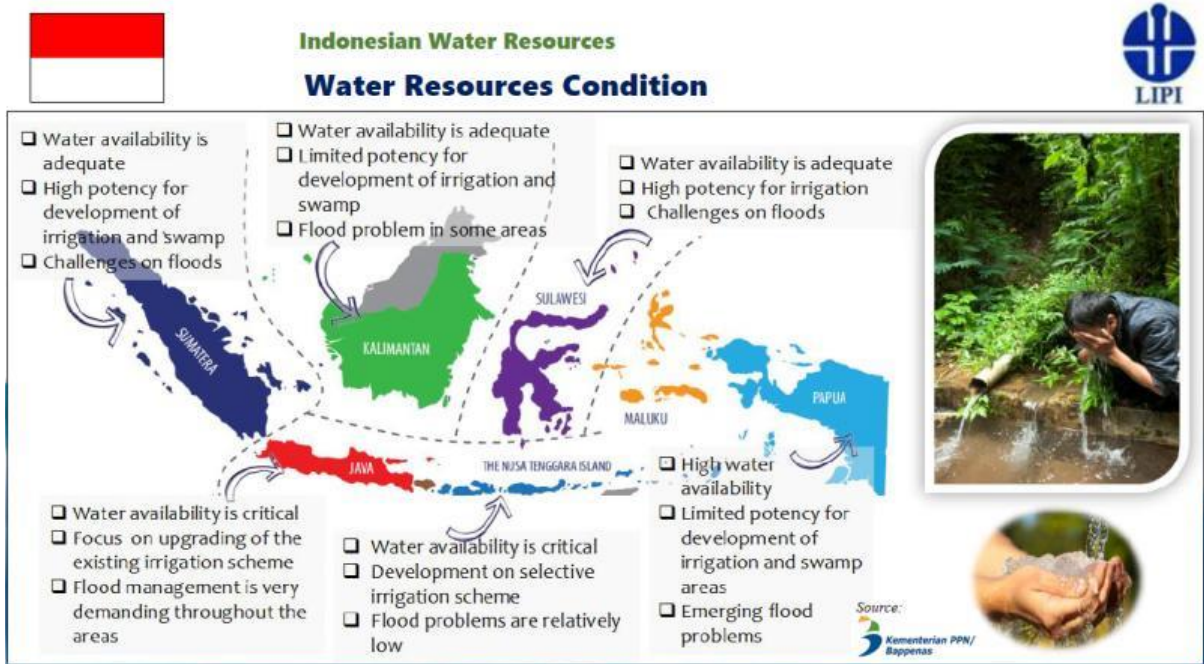 Indonesian Water Resources
Water Resources Condition
LIPI
Water availability is
adequate
High potency for
development of
irrigation and swamp
Challenges on floods
Water availability is adequate
Limited potency for
development of irrigation and
swamp
Flood problem in some areas
Water availability is adequate
High potency for irrigation
Challenges on floods
SUMATERA
KALIMANTAN
SULAWESI
MALUKU
PAPUA
JAVA
THE NUSA TENGGARA ISLAND
Water availability is critical
Focus on upgrading of the
existing irrigation scheme
Flood management is very
demanding throughout the
areas
Water availability is critical
Development on selective
irrigation scheme
Flood problems are relatively
low
High water
availability
Limited potency for
development of
irrigation and swamp
areas
Emerging flood
problems
Source:
Kementerian PPN/
Bappenas